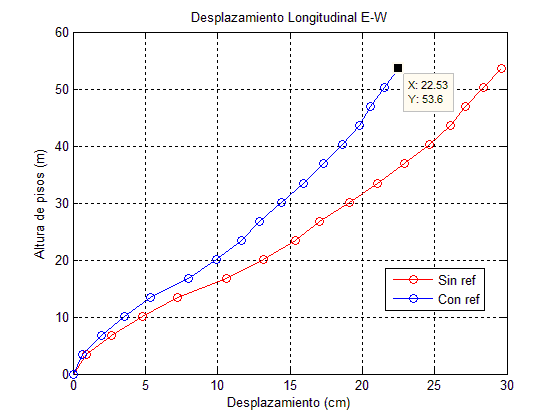 Desplazamiento Longitudinal E-W
60
50
40
30
20
10
0
Altura de pisos (m)
X: 22.53
Y: 53.6
Sin ref
Con ref
0 5 10 15 20 25 30
Desplazamiento (cm)